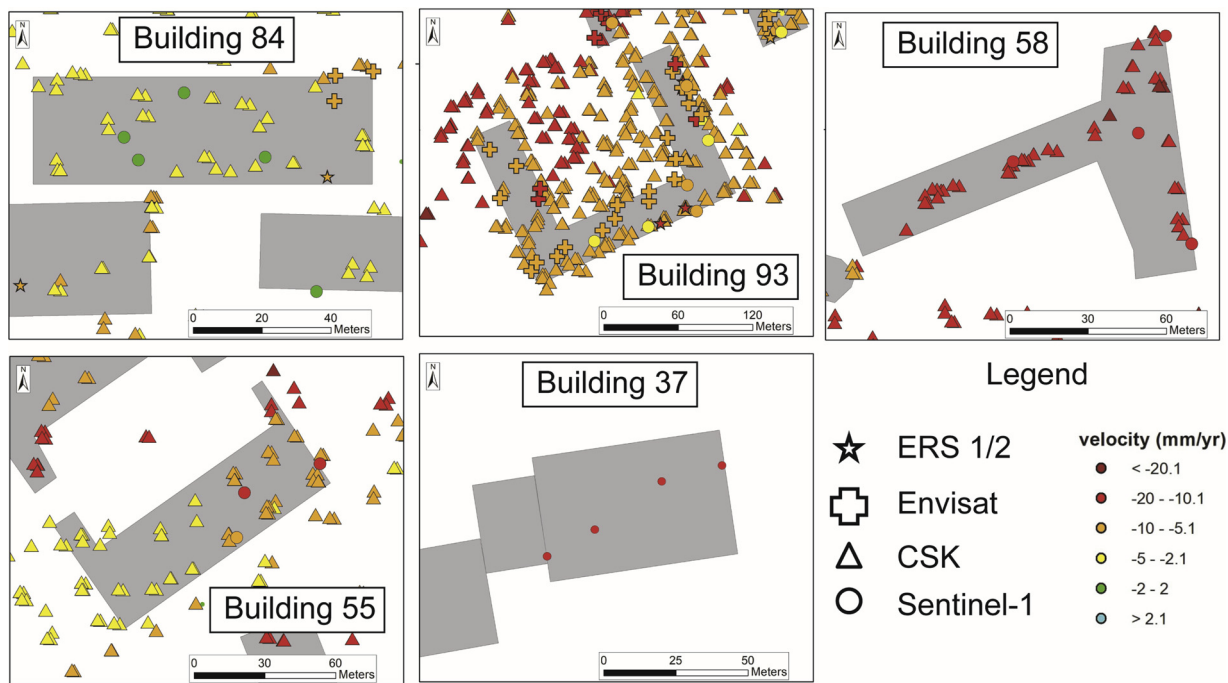 N
Building 84
0 20 40
Meters
N
Building 93
0 60 120
Meters
N
Building 58
0 30 60
Meters
N
Building 55
0 30 60
Meters
N
Building 37
0 25 50
Meters
Legend
ERS 1/2
Envisat
CSK
Sentinel-1
velocity (mm/yr)
< -20.1
-20 - -10.1
-10 - -5.1
-5 - -2.1
-2 - 2
> 2.1